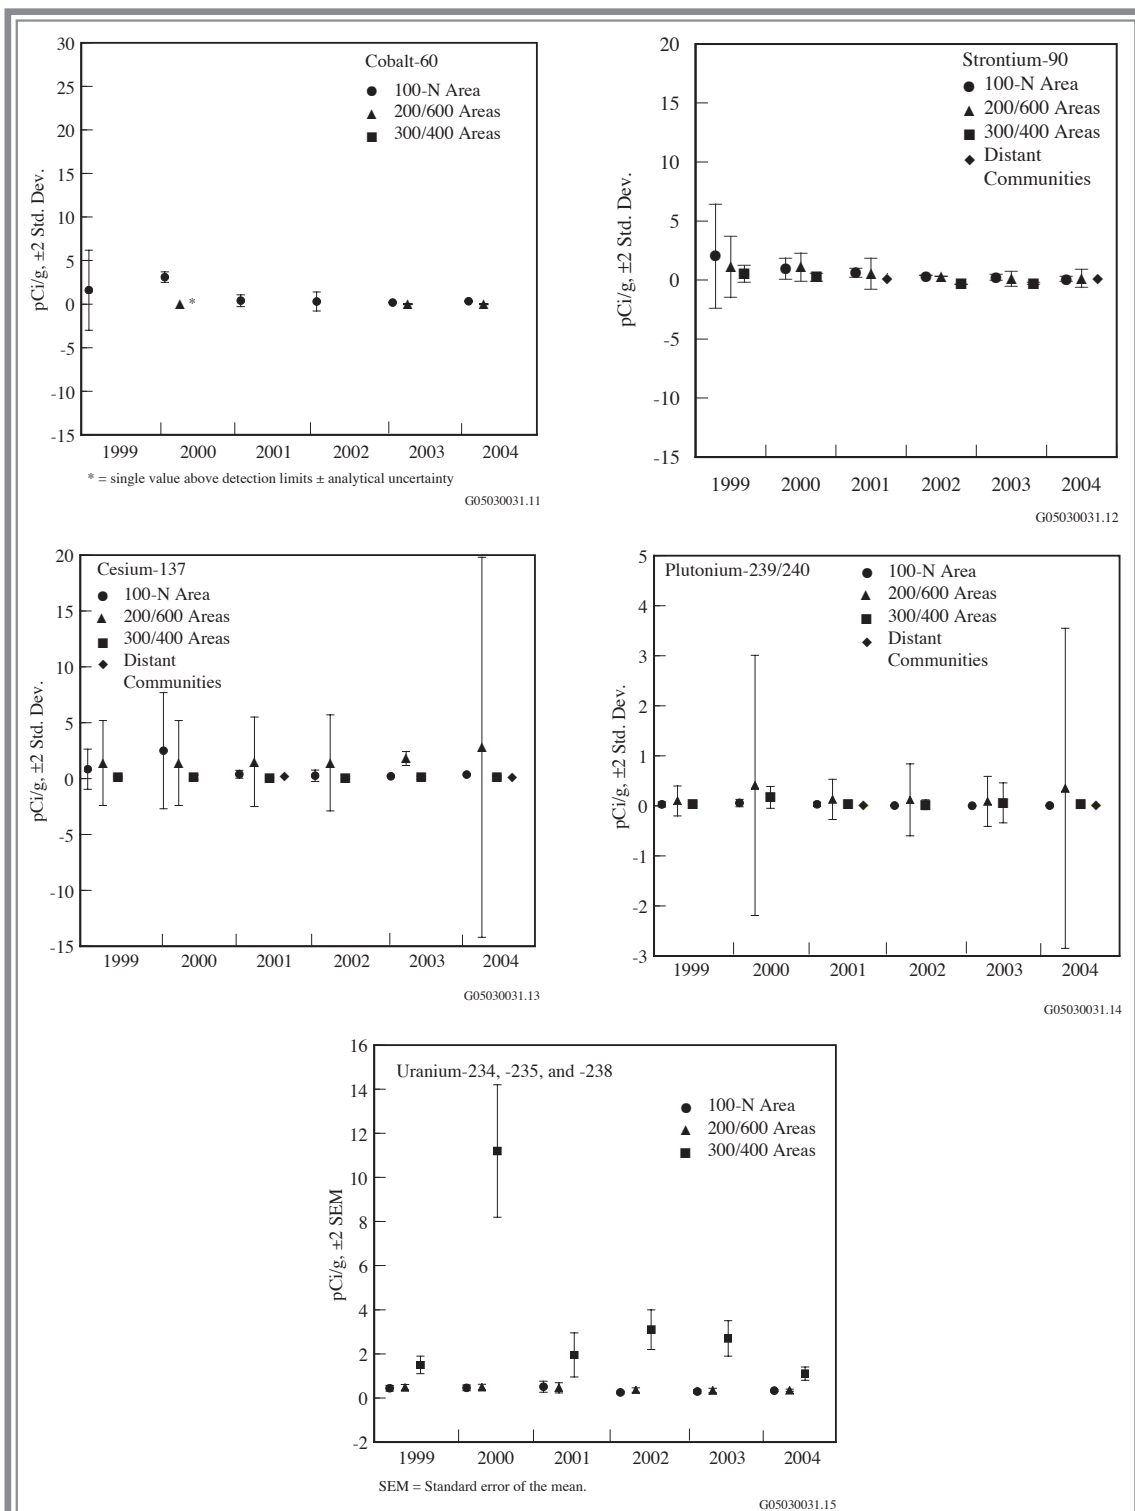 30
25
20
15
10
5
0
-5
-10
-15
pCi/g, ±2 Std. Dev.
Cobalt-60
100-N Area
200/600 Areas
300/400 Areas
*
1999 2000 2001 2002 2003 2004
* = single value above detection limits ± analytical uncertainty
G05030031.11
20
15
10
5
0
-5
-10
-15
pCi/g, ±2 Std. Dev.
Strontium-90
100-N Area
200/600 Areas
300/400 Areas
Distant
Communities
1999 2000 2001 2002 2003 2004
G05030031.12
20
15
10
5
0
-5
-10
-15
pCi/g, ±2 Std. Dev.
Cesium-137
100-N Area
200/600 Areas
300/400 Areas
Distant
Communities
1999 2000 2001 2002 2003 2004
G05030031.13
5
4
3
2
1
0
-1
-2
-3
pCi/g, ±2 Std. Dev.
Plutonium-239/240
100-N Area
200/600 Areas
300/400 Areas
Distant
Communities
1999 2000 2001 2002 2003 2004
G05030031.14
16
14
12
10
8
6
4
2
0
-2
pCi/g, ±2 SEM
Uranium-234, -235, and -238
100-N Area
200/600 Areas
300/400 Areas
1999 2000 2001 2002 2003 2004
SEM = Standard error of the mean.
G05030031.15